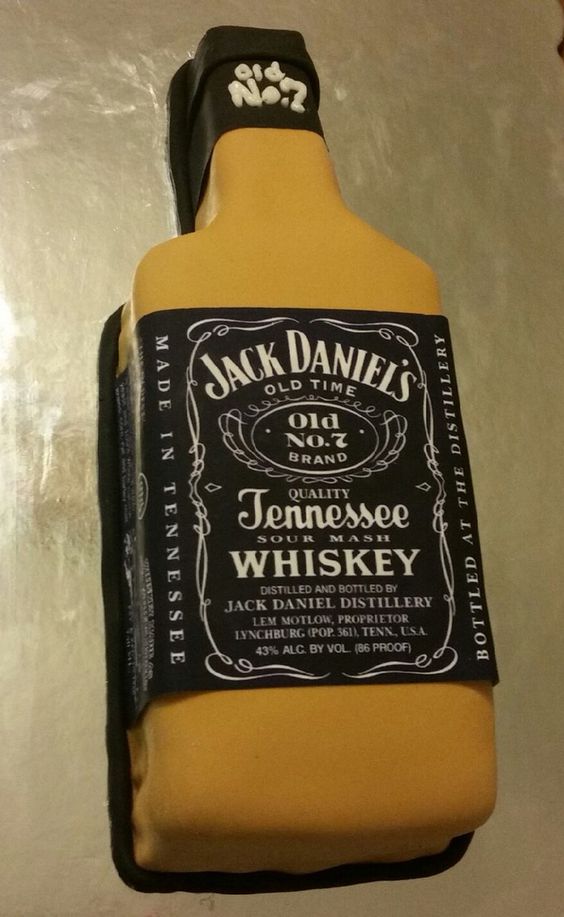 Old
No.7
MADE IN TENNESSEE
JACK DANIEL'S
OLD TIME
Old
No.7
BRAND
QUALITY
Tennessee
SOUR MASH
WHISKEY
DISTILLED AND BOTTLED BY
JACK DANIEL DISTILLERY
LEM MOTLOW, PROPRIETOR
LYNCHBURG (POP. 361), TENN., U.S.A.
43% ALC. BY VOL. (86 PROOF)
BOTTLED AT THE DISTILLERY